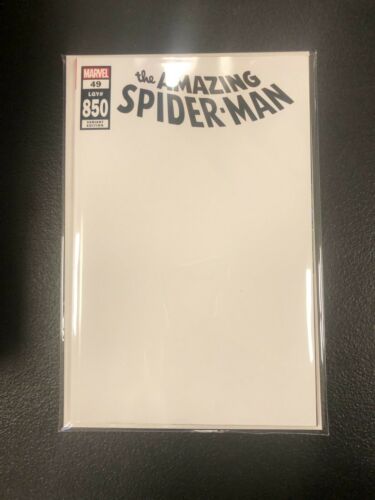 MARVEL
49
LGY#
850
VARIANT
EDITION
the AMAZING
SPIDER-MAN